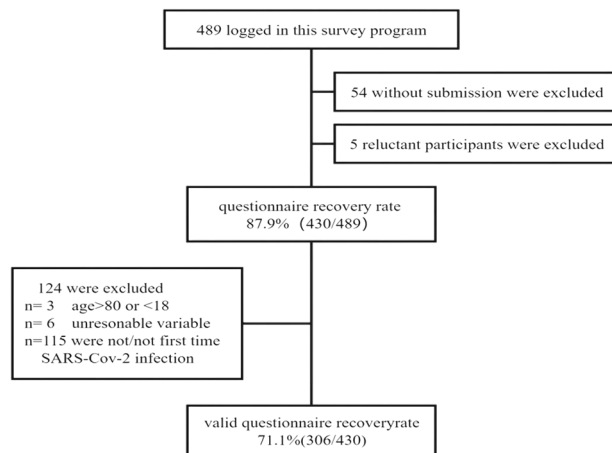 489 logged in this survey program
54 without submission were excluded
5 reluctant participants were excluded
questionnaire recovery rate
87.9% (430/489)
124 were excluded
n= 3 age>80 or <18
n= 6 unresonable variable
n=115 were not/not first time
SARS-Cov-2 infection
valid questionnaire recoveryrate
71.1%(306/430)